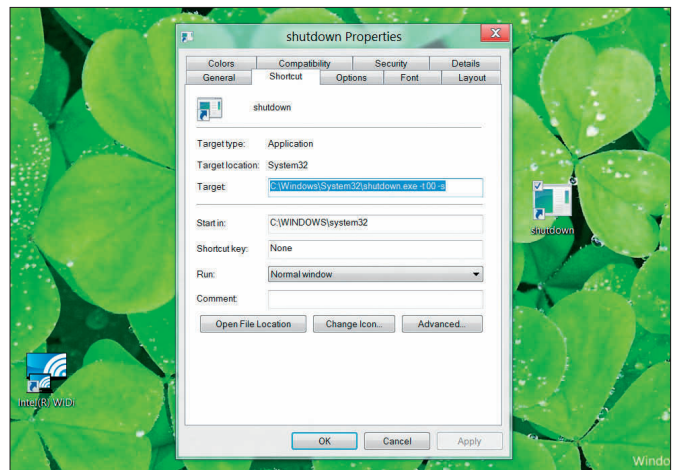 shutdown Properties
X
Colors Compatibility Security Details
General Shortcut Options Font Layout
shutdown
Target type: Application
Target location: System32
Target: C:\Windows\System32\shutdown.exe -t 00 -s
Start in: C:\WINDOWS\system32
Shortcut key: None
Run: Normal window
Comment:
Open File Location Change Icon... Advanced...
OK Cancel Apply
shutdown
Intel(R) WiDi
Windo